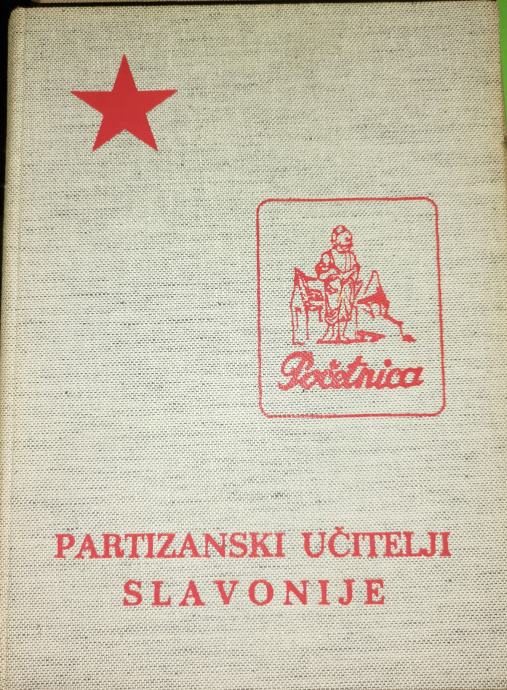 Početnica
PARTIZANSKI UČITELJI
SLAVONIJE